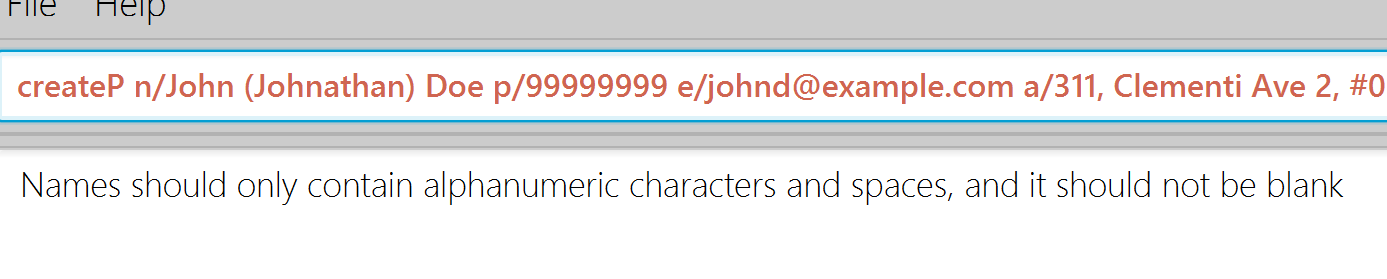 File Help
createP n/John (Johnathan) Doe p/99999999 e/johnd@example.com a/311, Clementi Ave 2, #0
Names should only contain alphanumeric characters and spaces, and it should not be blank